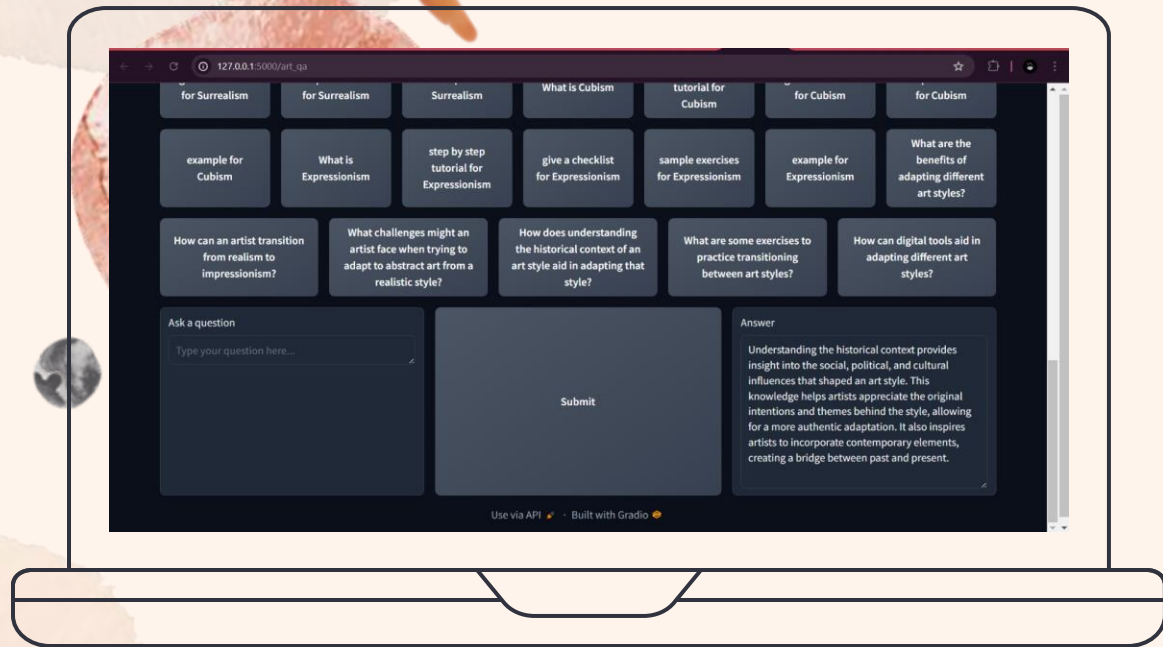 127.0.0.1:5000/art_qa
for Surrealism
for Surrealism
Surrealism
What is Cubism
tutorial for
Cubism
for Cubism
for Cubism
example for
Cubism
What is
Expressionism
step by step
tutorial for
Expressionism
give a checklist
for Expressionism
sample exercises
for Expressionism
example for
Expressionism
What are the
benefits of
adapting different
art styles?
How can an artist transition
from realism to
impressionism?
What challenges might an
artist face when trying to
adapt to abstract art from a
realistic style?
How does understanding
the historical context of an
art style aid in adapting that
style?
What are some exercises to
practice transitioning
between art styles?
How can digital tools aid in
adapting different art
styles?
Ask a question
Type your question here...
Submit
Answer
Understanding the historical context provides
insight into the social, political, and cultural
influences that shaped an art style. This
knowledge helps artists appreciate the original
intentions and themes behind the style, allowing
for a more authentic adaptation. It also inspires
artists to incorporate contemporary elements,
creating a bridge between past and present.
Use via API · Built with Gradio